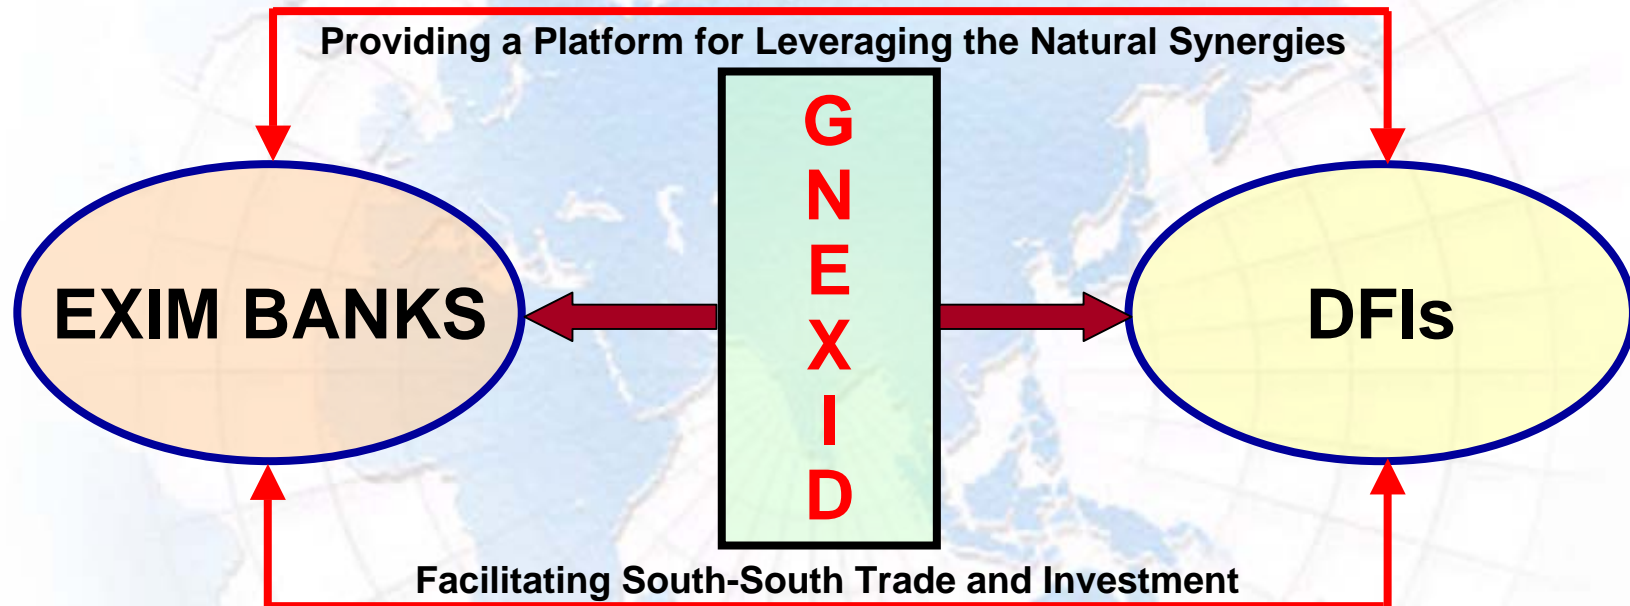 Providing a Platform for Leveraging the Natural Synergies
G
N
E
X
I
D
EXIM BANKS
DFIs
Facilitating South-South Trade and Investment